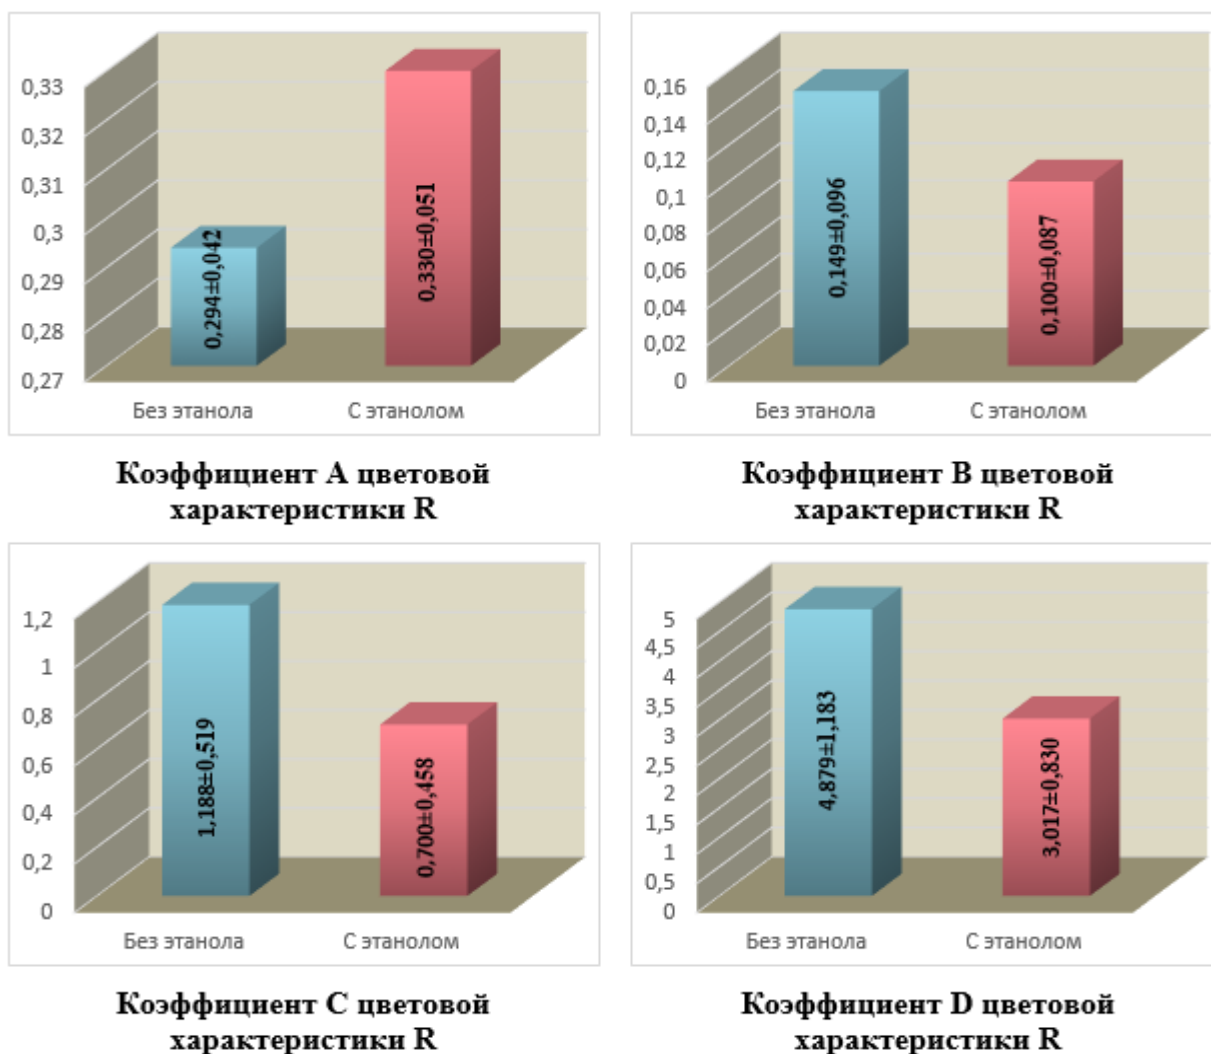 0,33
0,32
0,31
0,3
0,29
0,28
0,27
0,294±0,042
0,330±0,051
Без этанола
С этанолом
Коэффициент A цветовой
характеристики R
0,16
0,14
0,12
0,1
0,08
0,06
0,04
0,02
0
0,149±0,096
0,100±0,087
Без этанола
С этанолом
Коэффициент B цветовой
характеристики R
1,2
1
0,8
0,6
0,4
0,2
0
1,188±0,519
0,700±0,458
Без этанола
С этанолом
Коэффициент C цветовой
характеристики R
5
4,5
4
3,5
3
2,5
2
1,5
1
0,5
0
4,879±1,183
3,017±0,830
Без этанола
С этанолом
Коэффициент D цветовой
характеристики R